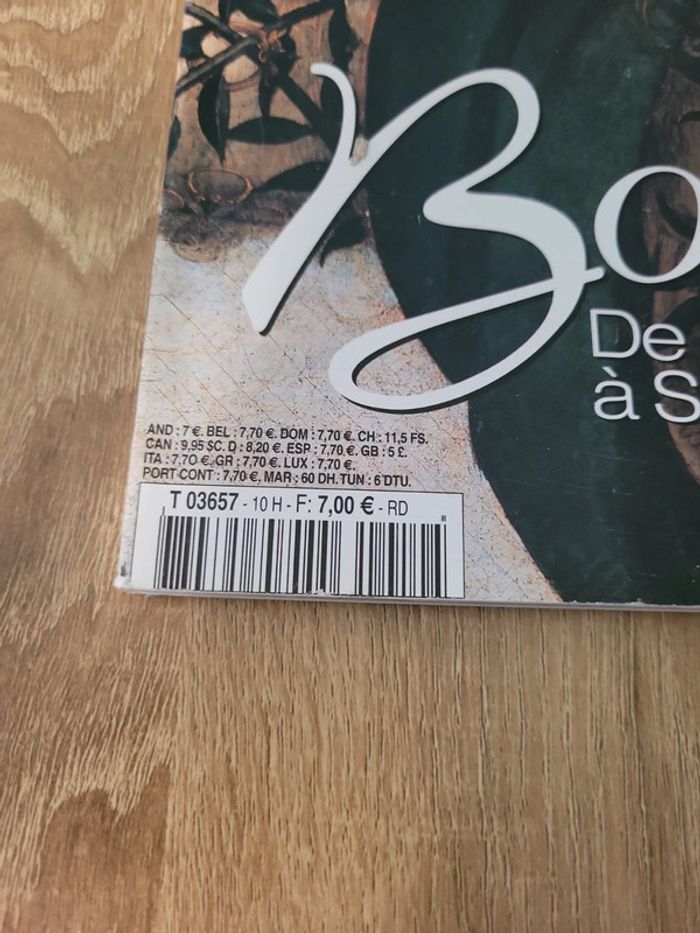 Bo
De
à S
AND : 7 €. BEL : 7,70 €. DOM : 7,70 €. CH : 11,5 FS.
CAN : 9,95 $C. D : 8,20 €. ESP : 7,70 €. GB : 5 £.
ITA : 7,70 €. GR : 7,70 €. LUX : 7,70 €.
PORT CONT : 7,70 €. MAR : 60 DH. TUN : 6 DTU.
T 03657 - 10 H - F: 7,00 € - RD